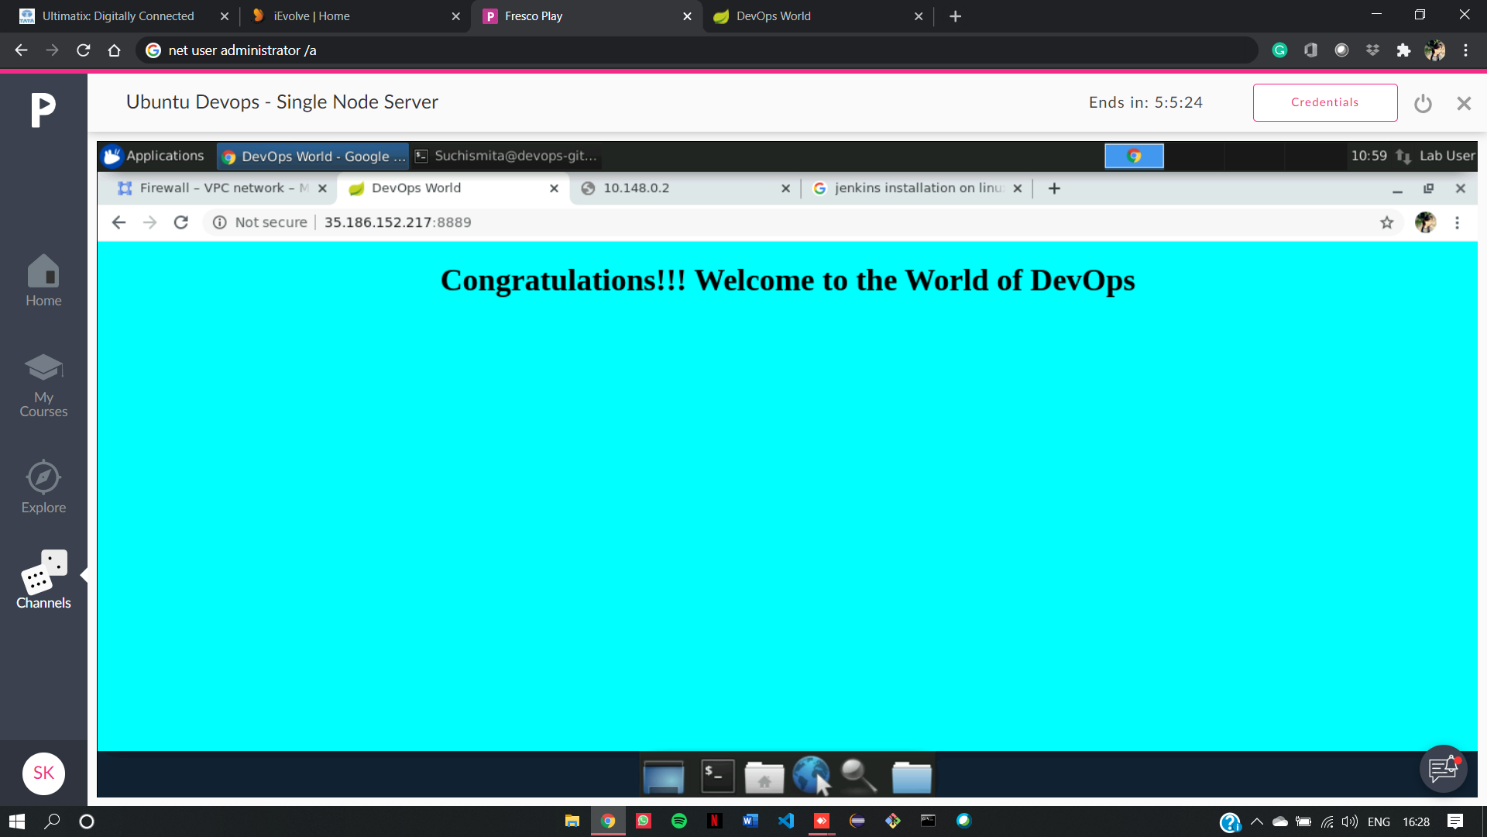 Ultimatix: Digitally Connected
iEvolve | Home
Fresco Play
DevOps World
net user administrator /a
Ubuntu Devops - Single Node Server
Ends in: 5:5:24
Credentials
Applications
DevOps World - Google ...
Suchismita@devops-git...
10:59
Lab User
Firewall – VPC network – M
DevOps World
10.148.0.2
jenkins installation on linu
Not secure
35.186.152.217:8889
Congratulations!!! Welcome to the World of DevOps
Home
My
Courses
Explore
Channels
SK
ENG
16:28